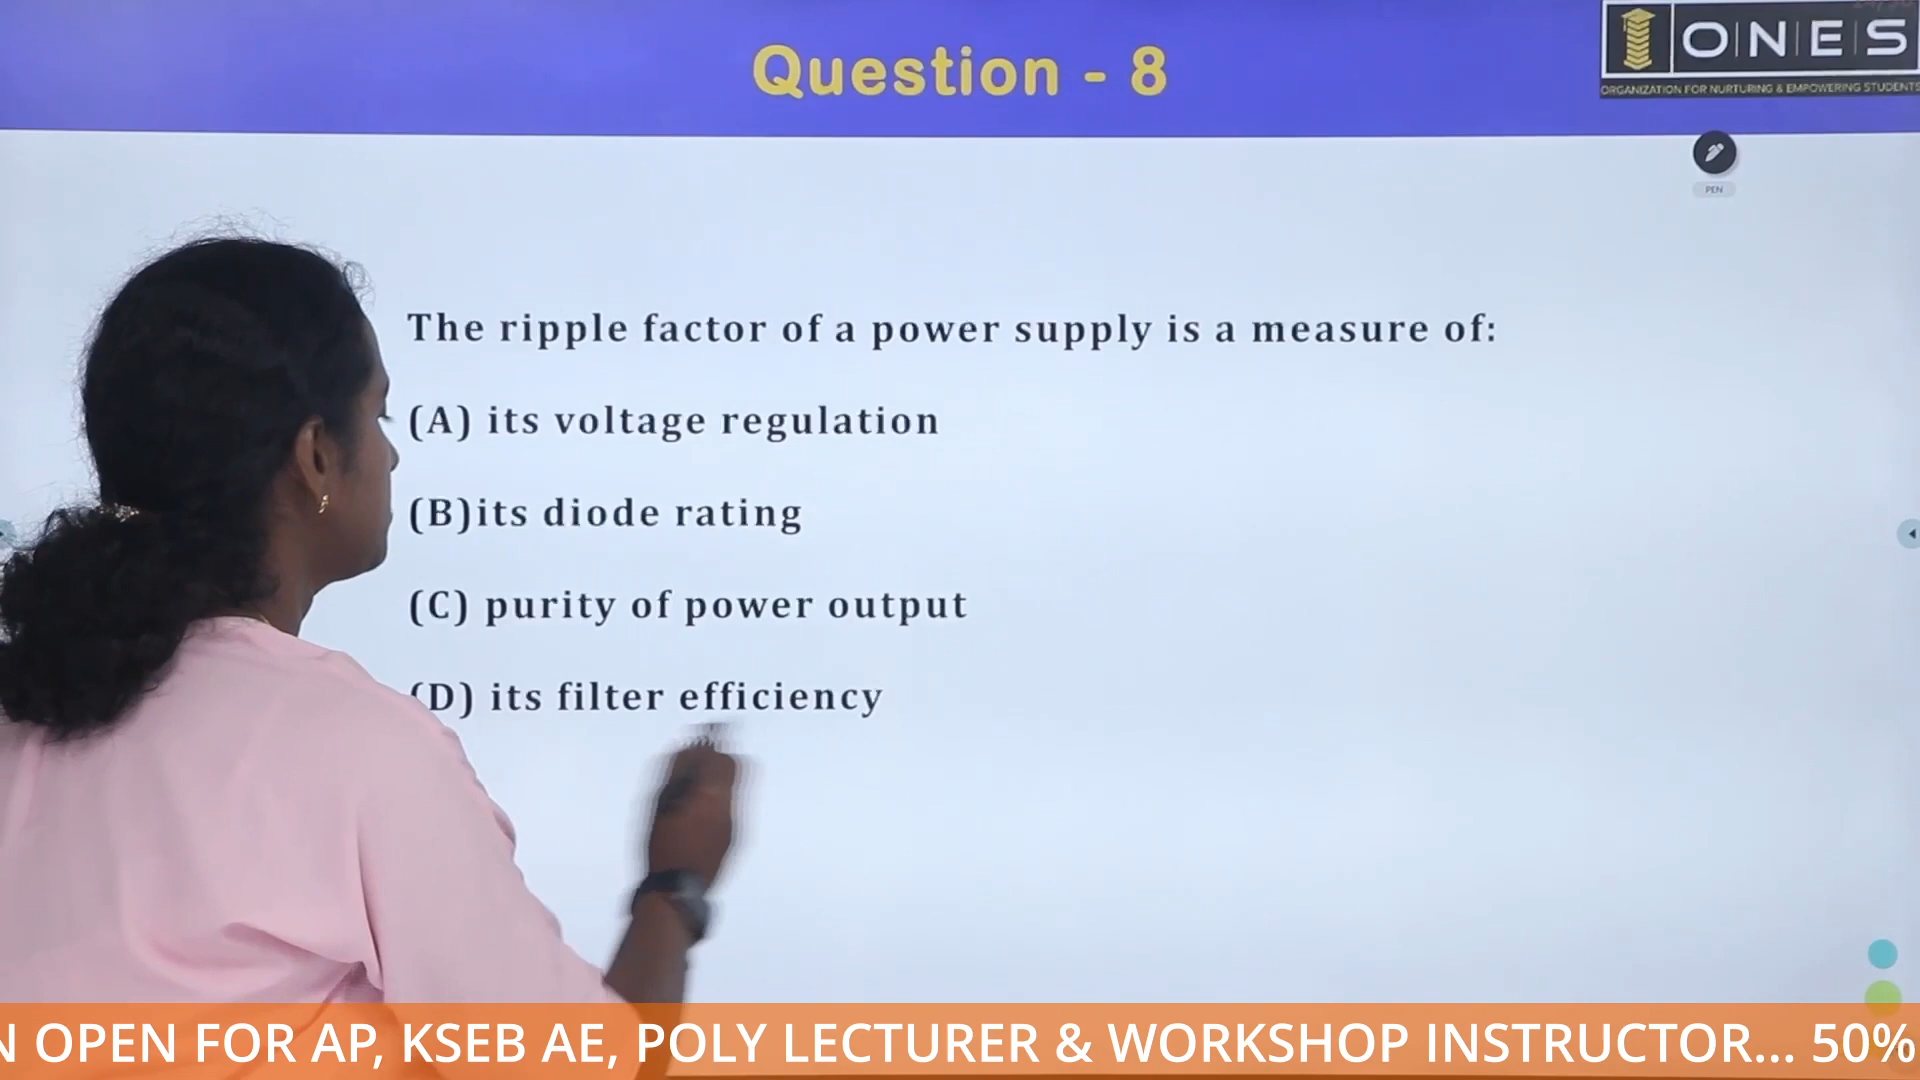 Question - 8
ONES
ORGANIZATION FOR NURTURING & EMPOWERING STUDENTS
PEN
The ripple factor of a power supply is a measure of:
(A) its voltage regulation
(B)its diode rating
(C) purity of power output
(D) its filter efficiency
N OPEN FOR AP, KSEB AE, POLY LECTURER & WORKSHOP INSTRUCTOR... 50%